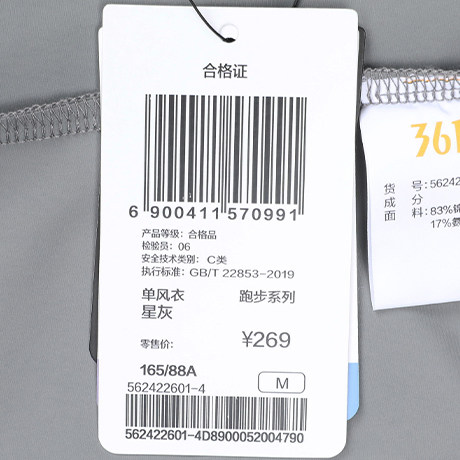 合格证
6 900411 570991
产品等级: 合格品
检验员: 06
安全技术类别: C类
执行标准: GB/T 22853-2019
单风衣 跑步系列
星灰
零售价: ¥269
165/88A
562422601-4 M
562422601-4D8900052004790
361
货 号:56242
成 分
面 料:83%锦
17%氨